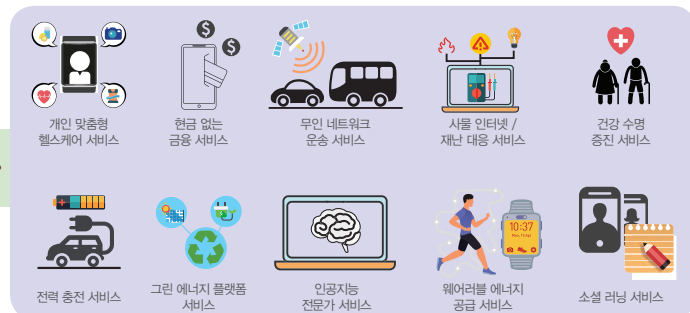 개인 맞춤형
헬스케어 서비스
현금 없는
금융 서비스
무인 네트워크
운송 서비스
사물 인터넷 /
재난 대응 서비스
건강 수명
증진 서비스
전력 충전 서비스
그린 에너지 플랫폼
서비스
인공지능
전문가 서비스
10:37
웨어러블 에너지
공급 서비스
소셜 러닝 서비스